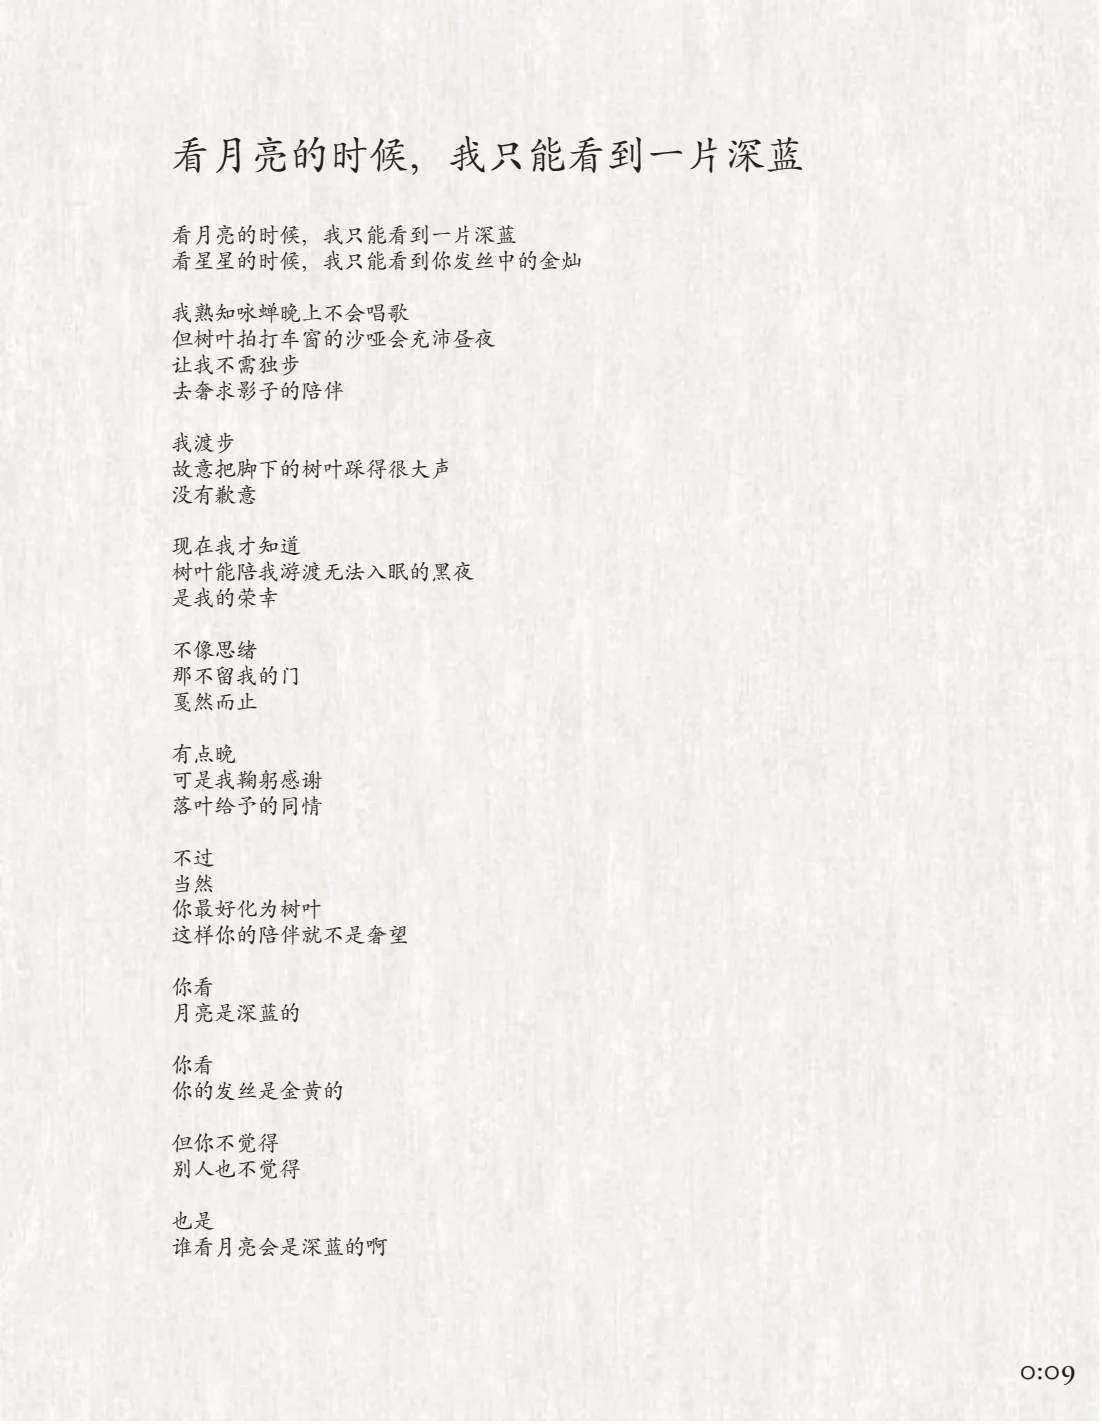 看月亮的时候，我只能看到一片深蓝
看月亮的时候，我只能看到一片深蓝
看星星的时候，我只能看到你发丝中的金灿
我熟知咏蝉晚上不会唱歌
但树叶拍打车窗的沙哑会充沛昼夜
让我不需独步
去奢求影子的陪伴
我渡步
故意把脚下的树叶踩得很大声
没有歉意
现在我才知道
树叶能陪我游渡无法入眠的黑夜
是我的荣幸
不像思绪
那不留我的门
戛然而止
有点晚
可是我鞠躬感谢
落叶给予的同情
不过
当然
你最好化为树叶
这样你的陪伴就不是奢望
你看
月亮是深蓝的
你看
你的发丝是金黄的
但你不觉得
别人也不觉得
也是
谁看月亮会是深蓝的啊
0:09